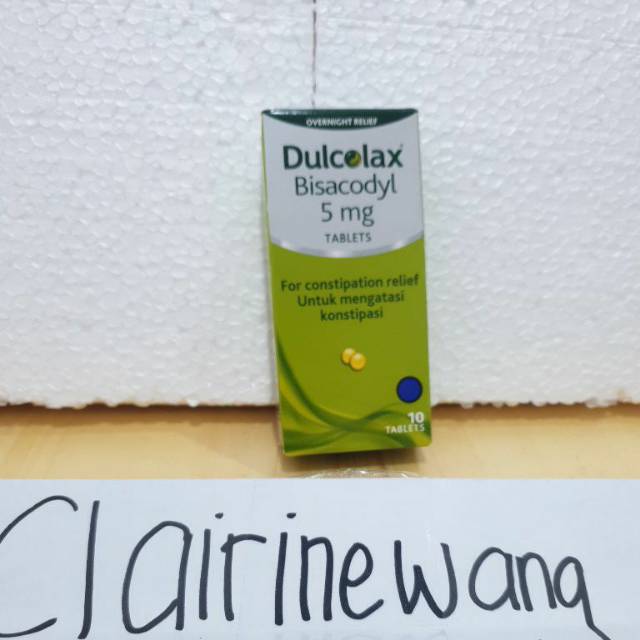 OVERNIGHT RELIEF
Dulcolax
Bisacodyl
5 mg
TABLETS
For constipation relief
Untuk mengatasi
konstipasi
10
TABLETS
Clairinewang